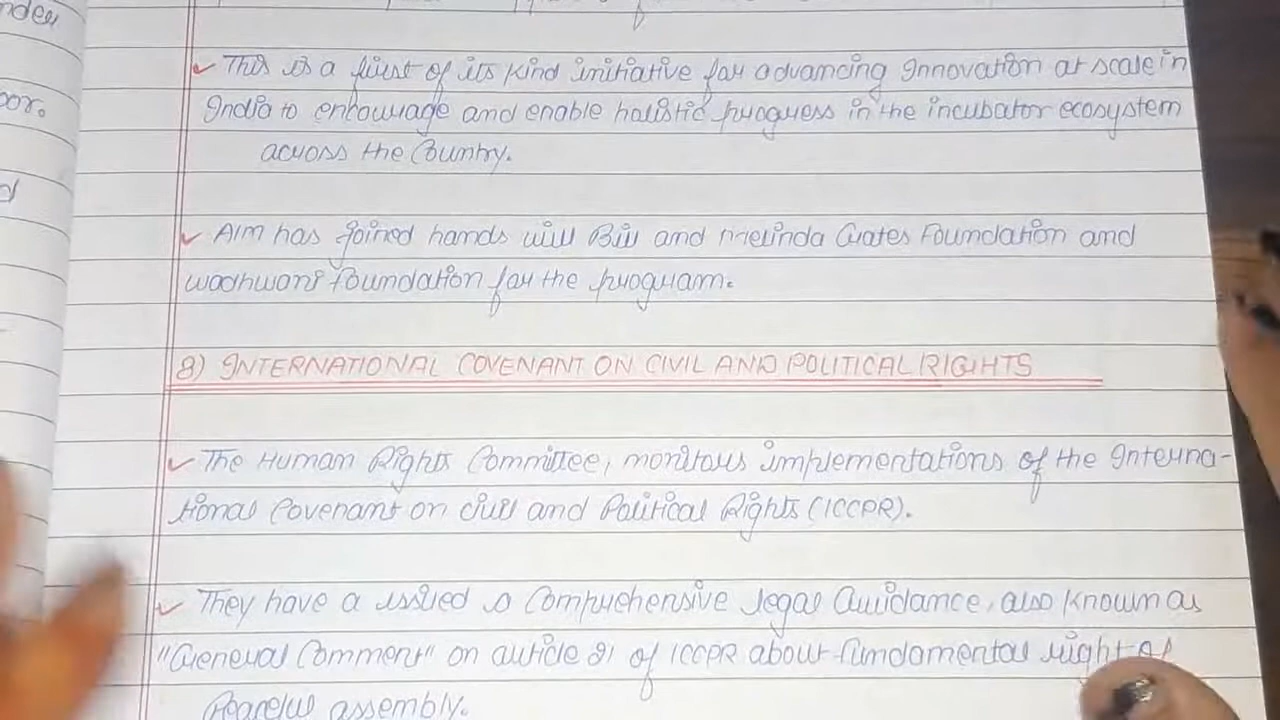 nder
oor.
d
✓ This is a first of its kind initiative for advancing Innovation at scale in
India to encourage and enable holistic progress in the incubator ecosystem
across the Country.
✓ AIM has joined hands will Bill and Melinda Gates Foundation and
wadhwani foundation for the program.
8) INTERNATIONAL COVENANT ON CIVIL AND POLITICAL RIGHTS
✓ The Human Rights Committee, monitors implementations of the Interna-
tional Covenant on civil and Political Rights (ICCPR).
✓ They have a issued a Comprehensive legal Guidance, also known as
"General Comment" on article 21 of ICCPR about fundamental right of
assembly.